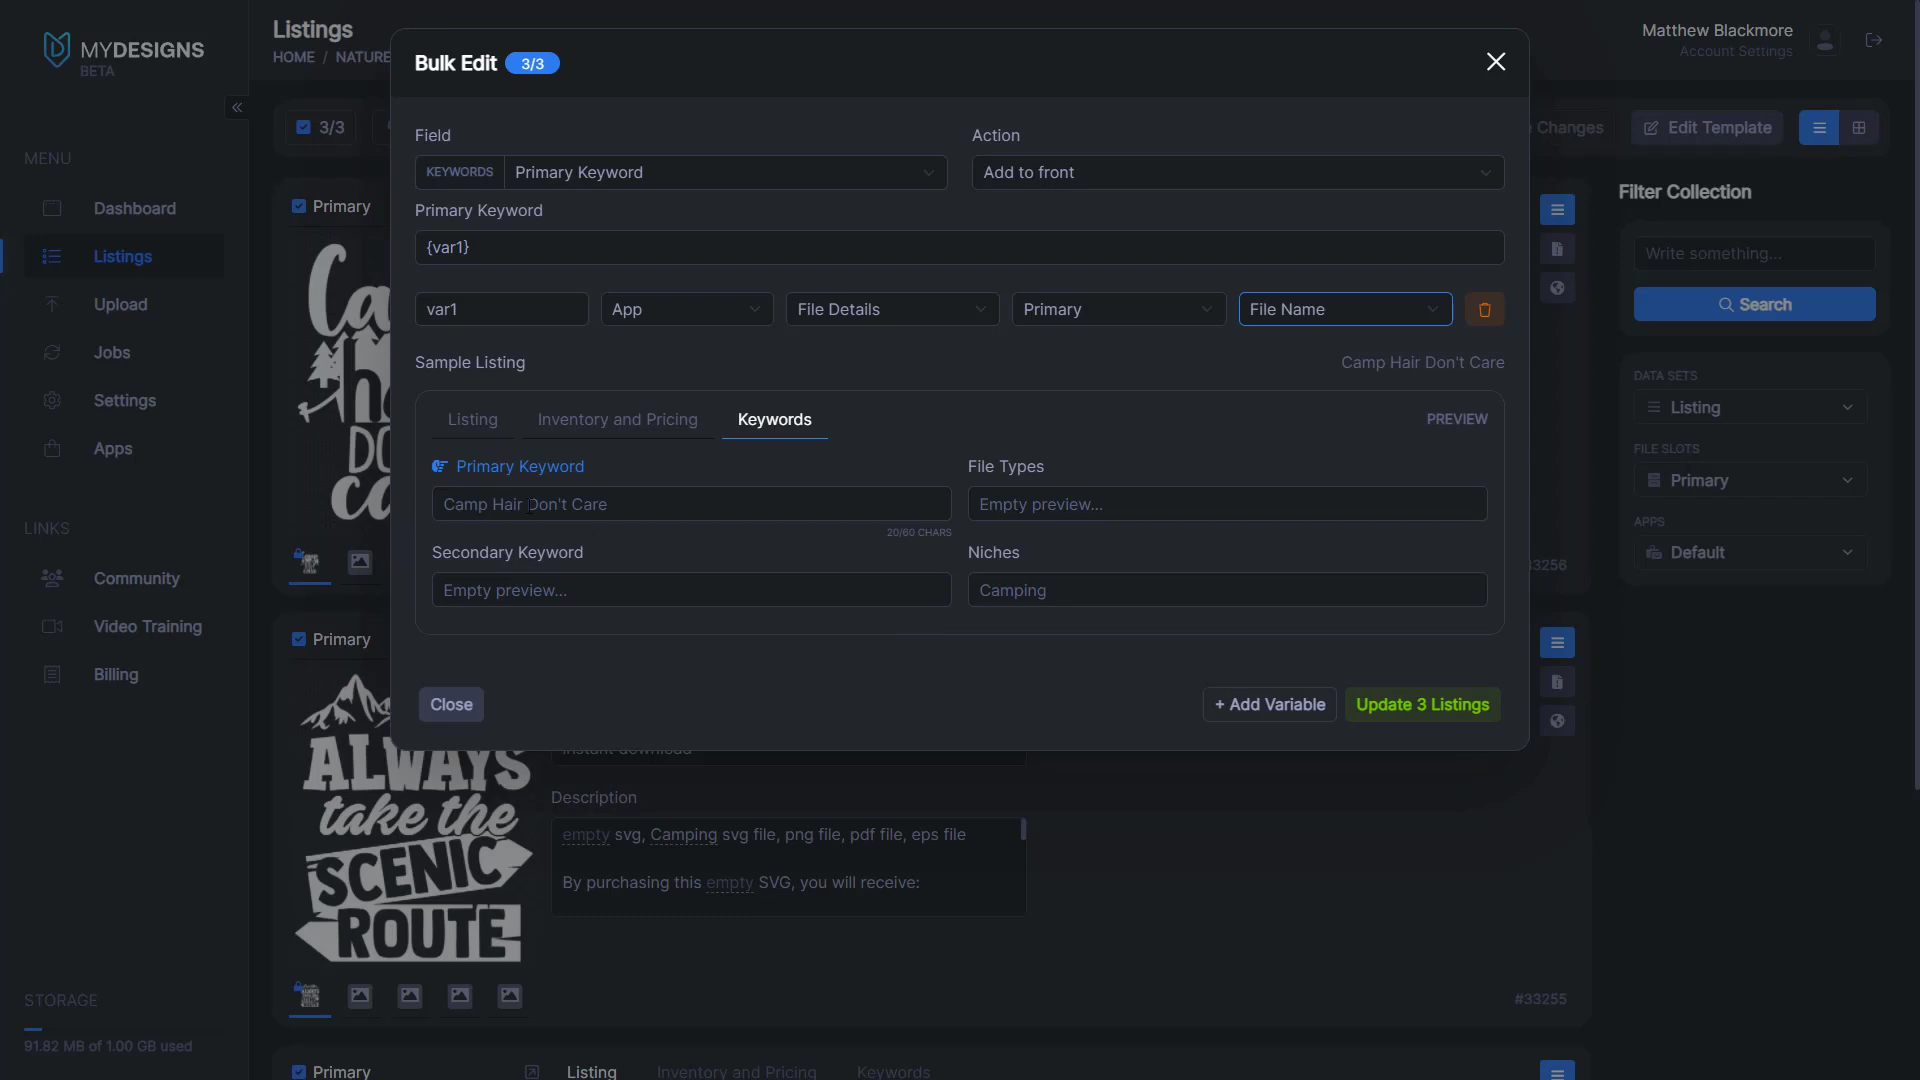 MYDESIGNS
BETA
MENU
Dashboard
Listings
Upload
Jobs
Settings
Apps
LINKS
Community
Video Training
Billing
STORAGE
91.82 MB of 1.00 GB used
Listings
HOME / NATURE
Matthew Blackmore
Account Settings
3/3
Changes
Edit Template
Bulk Edit 3/3
Field
Action
KEYWORDS Primary Keyword
Add to front
Primary Keyword
{var1}
var1
App
File Details
Primary
File Name
Sample Listing
Camp Hair Don't Care
Listing
Inventory and Pricing
Keywords
PREVIEW
Primary Keyword
File Types
Camp Hair Don't Care
Empty preview...
20/60 CHARS
Secondary Keyword
Niches
Empty preview...
Camping
Close
+ Add Variable
Update 3 Listings
Filter Collection
Write something...
Search
DATA SETS
Listing
FILE SLOTS
Primary
APPS
Default
Primary
33256
Primary
ALWAYS
take the
SCENIC
ROUTE
instant download
Description
empty svg, Camping svg file, png file, pdf file, eps file
By purchasing this empty SVG, you will receive:
#33255
Primary
Listing
Inventory and Pricing
Keywords